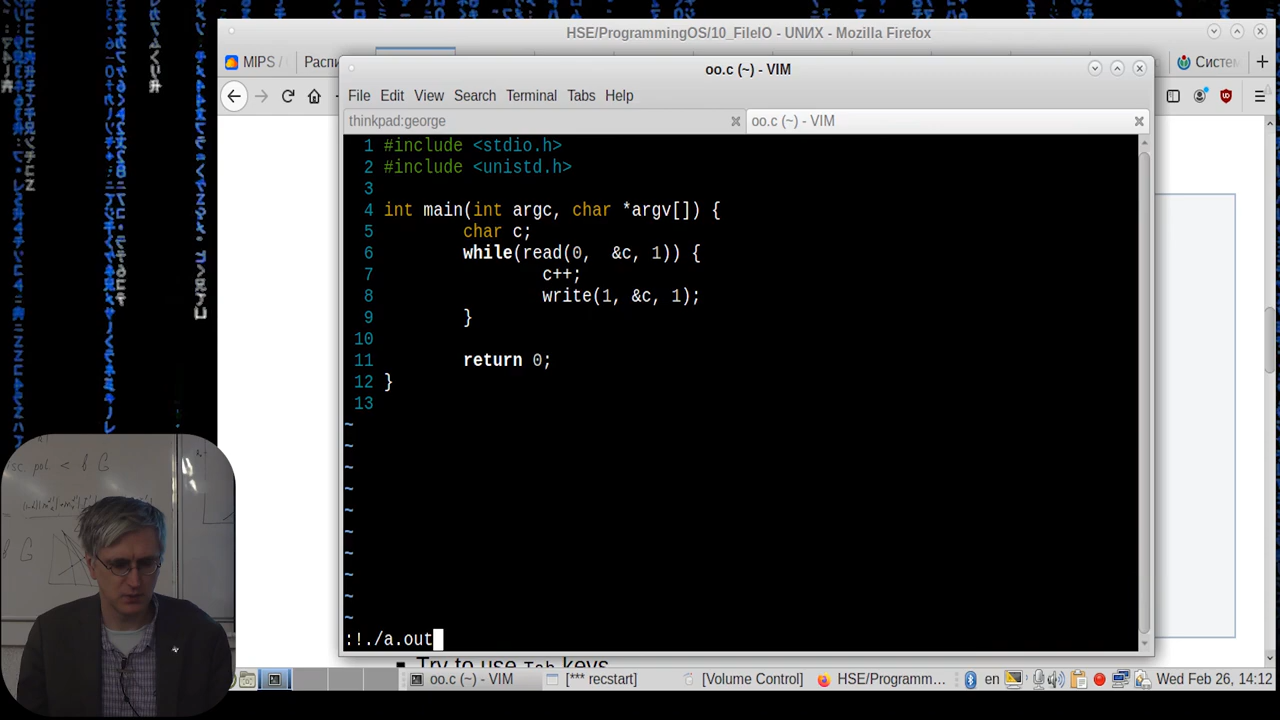 HSE/ProgrammingOS/10_FileIO - UNИX - Mozilla Firefox
MIPS /
Распи
Систем
oo.c (~) - VIM
File Edit View Search Terminal Tabs Help
thinkpad:george
oo.c (~) - VIM
1 #include <stdio.h>
2 #include <unistd.h>
3
4 int main(int argc, char *argv[]) {
5 char c;
6 while(read(0,  &c, 1)) {
7 c++;
8 write(1, &c, 1);
9 }
10
11 return 0;
12 }
13
~
~
~
~
~
~
~
~
~
~
:!./a.out
Try to use Tab keys
oo.c (~) - VIM
[*** recstart]
[Volume Control]
HSE/Programm...
en
Wed Feb 26, 14:12